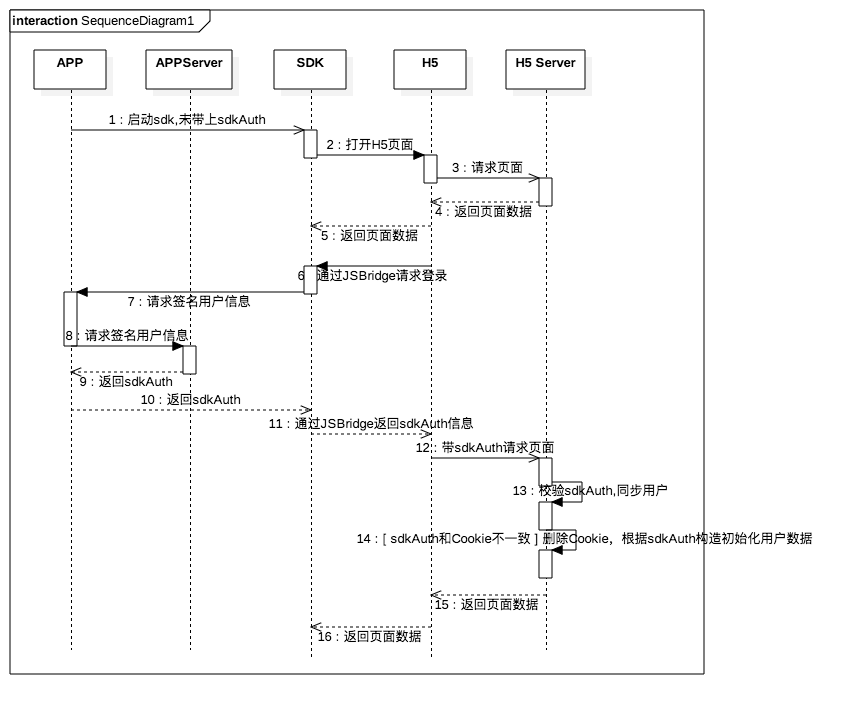 interaction SequenceDiagram1
APP
APPServer
SDK
H5
H5 Server
1 : 启动sdk,未带上sdkAuth
2 : 打开H5页面
3 : 请求页面
4 : 返回页面数据
5 : 返回页面数据
6 : 通过JSBridge请求登录
7 : 请求签名用户信息
8 : 请求签名用户信息
9 : 返回sdkAuth
10 : 返回sdkAuth
11 : 通过JSBridge返回sdkAuth信息
12 : 带sdkAuth请求页面
13 : 校验sdkAuth,同步用户
14 : [ sdkAuth和Cookie不一致 ] 删除Cookie，根据sdkAuth构造初始化用户数据
15 : 返回页面数据
16 : 返回页面数据